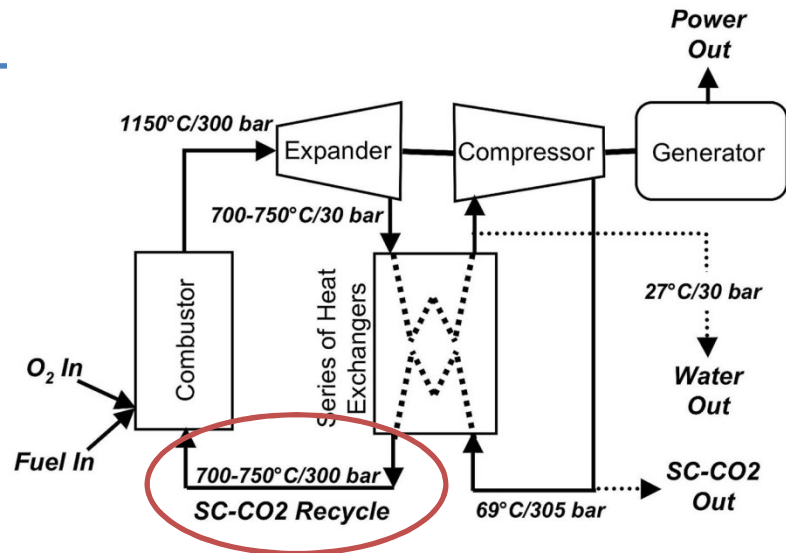 Power
Out
1150°C/300 bar
Expander
Compressor
Generator
700-750°C/30 bar
Combustor
Series of Heat
Exchangers
27°C/30 bar
O2 In
Fuel In
Water
Out
700-750°C/300 bar
SC-CO2 Recycle
69°C/305 bar
SC-CO2
Out